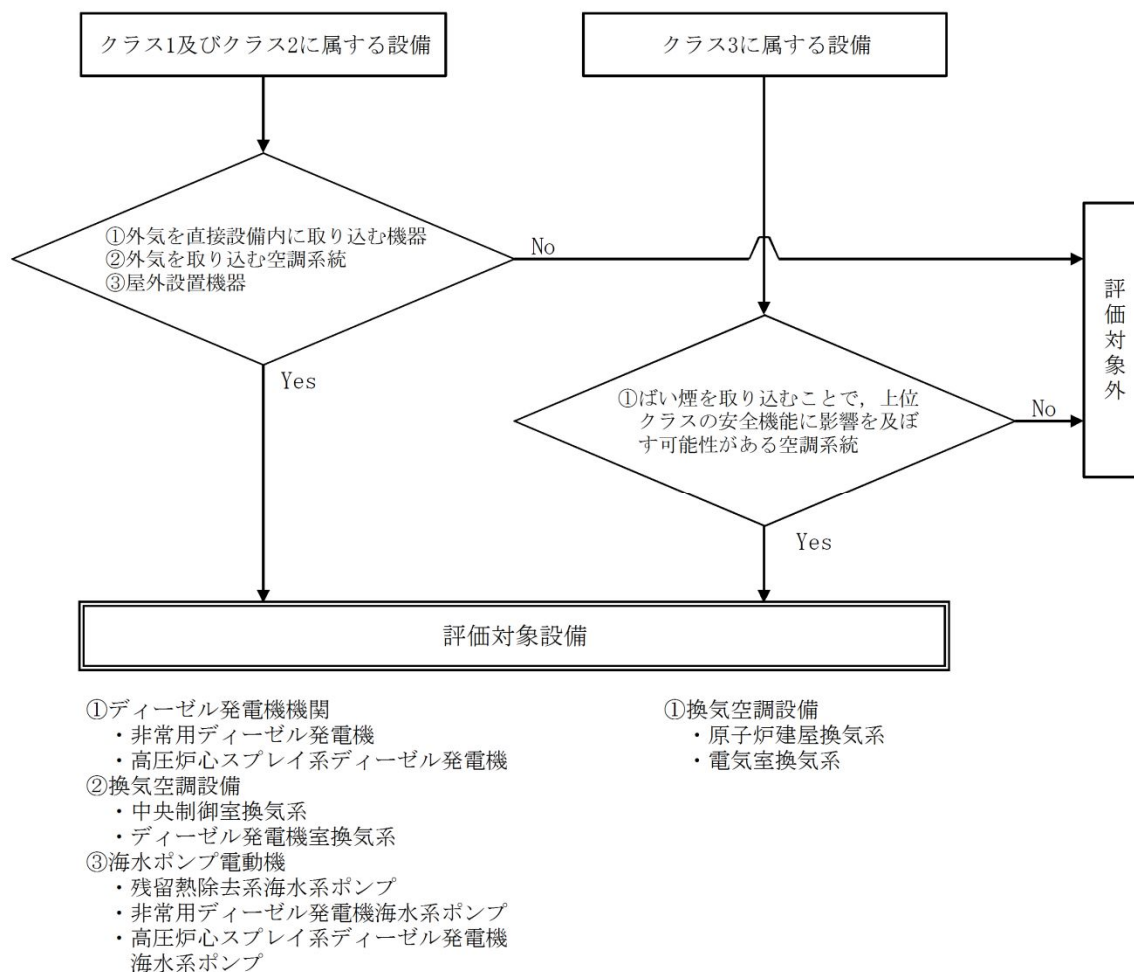 クラス1及びクラス2に属する設備
クラス3に属する設備
①外気を直接設備内に取り込む機器
②外気を取り込む空調系統
③屋外設置機器
No
Yes
①ばい煙を取り込むことで，上位
クラスの安全機能に影響を及ぼ
す可能性がある空調系統
No
Yes
評価対象外
評価対象設備
①ディーゼル発電機機関
・非常用ディーゼル発電機
・高圧炉心スプレイ系ディーゼル発電機
②換気空調設備
・中央制御室換気系
・ディーゼル発電機室換気系
③海水ポンプ電動機
・残留熱除去系海水系ポンプ
・非常用ディーゼル発電機海水系ポンプ
・高圧炉心スプレイ系ディーゼル発電機
海水系ポンプ
①換気空調設備
・原子炉建屋換気系
・電気室換気系